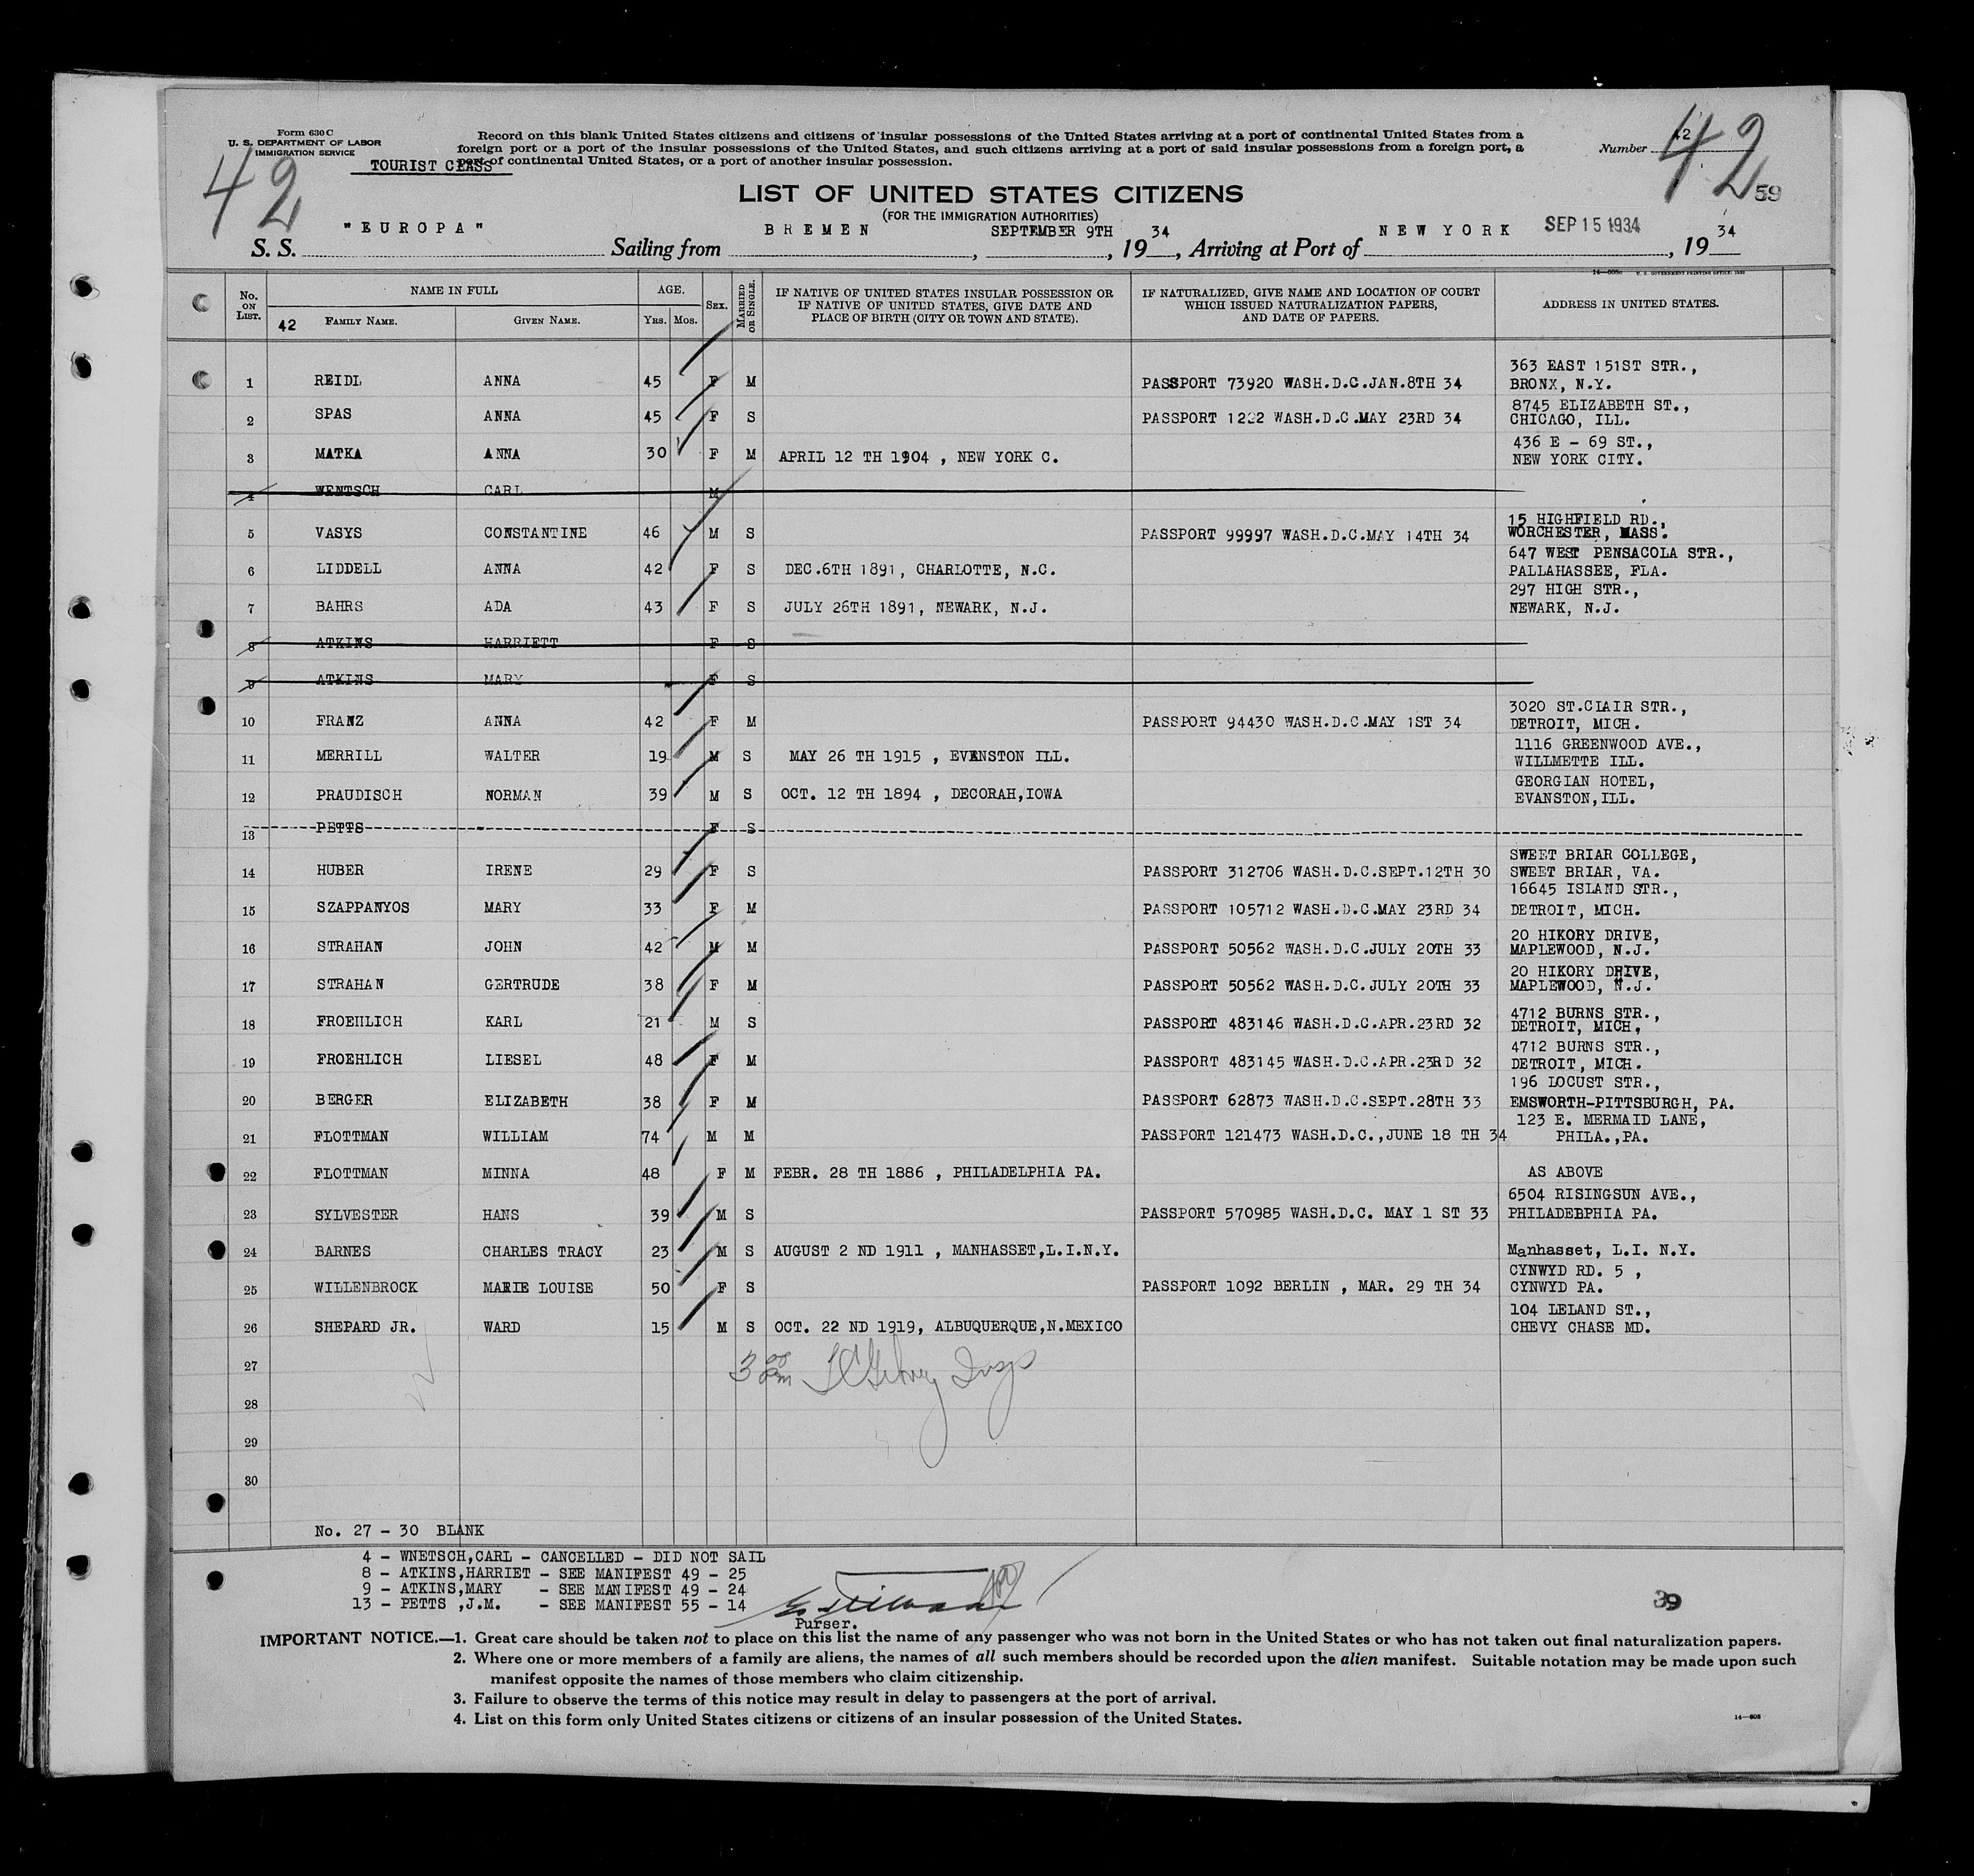 Form 630 C
U. S. DEPARTMENT OF LABOR
IMMIGRATION SERVICE
TOURIST CLASS
42
Record on this blank United States citizens and citizens of insular possessions of the United States arriving at a port of continental United States from a
foreign port or a port of the insular possessions of the United States, and such citizens arriving at a port of said insular possessions from a foreign port, a
port of continental United States, or a port of another insular possession.
Number 42
42
59
LIST OF UNITED STATES CITIZENS
(FOR THE IMMIGRATION AUTHORITIES)
S. S. "EUROPA" Sailing from BREMEN, SEPTEMBER 9TH, 1934, Arriving at Port of NEW YORK SEP 15 1934, 1934
No. ON LIST. NAME IN FULL AGE. SEX. MARRIED OR SINGLE. IF NATIVE OF UNITED STATES INSULAR POSSESSION OR IF NATIVE OF UNITED STATES, GIVE DATE AND PLACE OF BIRTH (CITY OR TOWN AND STATE). IF NATURALIZED, GIVE NAME AND LOCATION OF COURT WHICH ISSUED NATURALIZATION PAPERS, AND DATE OF PAPERS. ADDRESS IN UNITED STATES.
42 FAMILY NAME. GIVEN NAME. YRS. MOS.
1 REIDL ANNA 45 F M PASSPORT 73920 WASH.D.C.JAN.8TH 34 363 EAST 151ST STR., BRONX, N.Y.
2 SPAS ANNA 45 F S PASSPORT 1222 WASH.D.C.MAY 23RD 34 8745 ELIZABETH ST., CHICAGO, ILL.
3 MATKA ANNA 30 F M APRIL 12 TH 1904 , NEW YORK C. 436 E - 69 ST., NEW YORK CITY.
4 WENTSCH CARL M
5 VASYS CONSTANTINE 46 M S PASSPORT 99997 WASH.D.C.MAY 14TH 34 15 HIGHFIELD RD., WORCHESTER, MASS.
6 LIDDELL ANNA 42 F S DEC.6TH 1891, CHARLOTTE, N.C. 647 WEST PENSACOLA STR., PALLAHASSEE, FLA.
7 BAHRS ADA 43 F S JULY 26TH 1891, NEWARK, N.J. 297 HIGH STR., NEWARK, N.J.
8 ATKINS HARRIETT F S
9 ATKINS MARY F S
10 FRANZ ANNA 42 F M PASSPORT 94430 WASH.D.C.MAY 1ST 34 3020 ST.CIAIR STR., DETROIT, MICH.
11 MERRILL WALTER 19 M S MAY 26 TH 1915 , EVANSTON ILL. 1116 GREENWOOD AVE., WILLMETTE ILL.
12 PRAUDISCH NORMAN 39 M S OCT. 12 TH 1894 , DECORAH,IOWA GEORGIAN HOTEL, EVANSTON,ILL.
13 PETTS F S
14 HUBER IRENE 29 F S PASSPORT 312706 WASH.D.C.SEPT.12TH 30 SWEET BRIAR COLLEGE, SWEET BRIAR, VA.
15 SZAPPANYOS MARY 33 F M PASSPORT 105712 WASH.D.C.MAY 23RD 34 16645 ISLAND STR., DETROIT, MICH.
16 STRAHAN JOHN 42 M M PASSPORT 50562 WASH.D.C.JULY 20TH 33 20 HIKORY DRIVE, MAPLEWOOD, N.J.
17 STRAHAN GERTRUDE 38 F M PASSPORT 50562 WASH.D.C.JULY 20TH 33 20 HIKORY DRIVE, MAPLEWOOD, N.J.
18 FROEHLICH KARL 21 M S PASSPORT 483146 WASH.D.C.APR.23RD 32 4712 BURNS STR., DETROIT, MICH,
19 FROEHLICH LIESEL 48 F M PASSPORT 483145 WASH.D.C.APR.23RD 32 4712 BURNS STR., DETROIT, MICH.
20 BERGER ELIZABETH 38 F M PASSPORT 62873 WASH.D.C.SEPT.28TH 33 196 LOCUST STR., EMSWORTH-PITTSBURGH, PA.
21 FLOTTMAN WILLIAM 74 M M PASSPORT 121473 WASH.D.C.,JUNE 18 TH 34 123 E. MERMAID LANE, PHILA.,PA.
22 FLOTTMAN MINNA 48 F M FEBR. 28 TH 1886 , PHILADELPHIA PA. AS ABOVE
23 SYLVESTER HANS 39 M S PASSPORT 570985 WASH.D.C. MAY 1 ST 33 6504 RISINGSUN AVE., PHILADEBPHIA PA.
24 BARNES CHARLES TRACY 23 M S AUGUST 2 ND 1911 , MANHASSET,L.I.N.Y. Manhasset, L.I. N.Y.
25 WILLENBROCK MARIE LOUISE 50 F S PASSPORT 1092 BERLIN , MAR. 29 TH 34 CYNWYD RD. 5 , CYNWYD PA.
26 SHEPARD JR. WARD 15 M S OCT. 22 ND 1919, ALBUQUERQUE,N.MEXICO 104 LELAND ST., CHEVY CHASE MD.
27
28
29
30
No. 27 - 30 BLANK
4 - WNETSCH,CARL - CANCELLED - DID NOT SAIL
8 - ATKINS,HARRIET - SEE MANIFEST 49 - 25
9 - ATKINS,MARY - SEE MANIFEST 49 - 24
13 - PETTS ,J.M. - SEE MANIFEST 55 - 14
Purser.
39
IMPORTANT NOTICE.—1. Great care should be taken not to place on this list the name of any passenger who was not born in the United States or who has not taken out final naturalization papers.
2. Where one or more members of a family are aliens, the names of all such members should be recorded upon the alien manifest. Suitable notation may be made upon such
manifest opposite the names of those members who claim citizenship.
3. Failure to observe the terms of this notice may result in delay to passengers at the port of arrival.
4. List on this form only United States citizens or citizens of an insular possession of the United States.